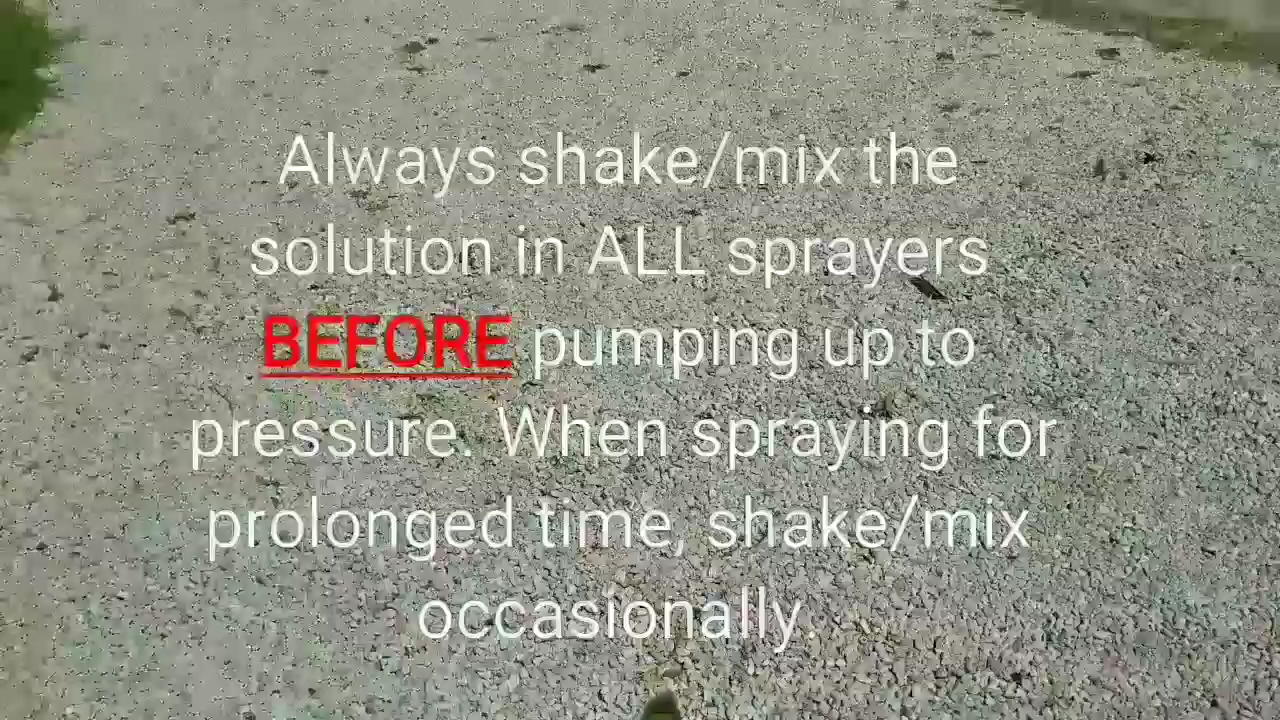 Always shake/mix the
solution in ALL sprayers
BEFORE pumping up to
pressure. When spraying for
prolonged time, shake/mix
occasionally.